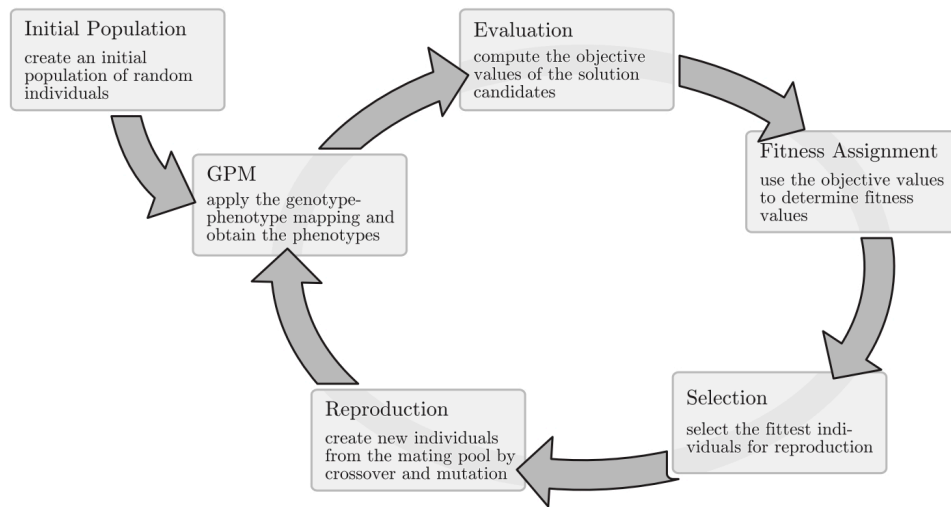 Initial Population
create an initial
population of random
individuals
Evaluation
compute the objective
values of the solution
candidates
GPM
apply the genotype-
phenotype mapping and
obtain the phenotypes
Fitness Assignment
use the objective values
to determine fitness
values
Reproduction
create new individuals
from the mating pool by
crossover and mutation
Selection
select the fittest indi-
viduals for reproduction